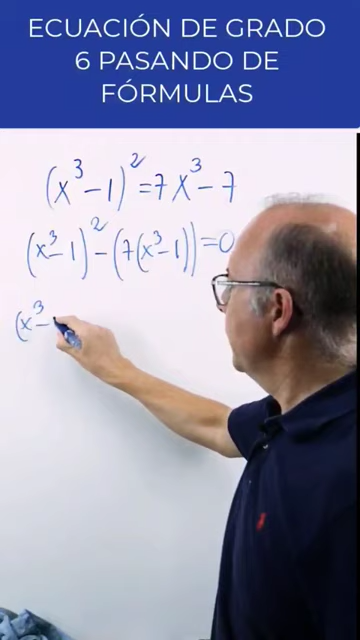 ECUACIÓN DE GRADO
6 PASANDO DE
FÓRMULAS
(x³-1)²=7x³-7
(x³-1)²-(7(x³-1))=0
(x³-